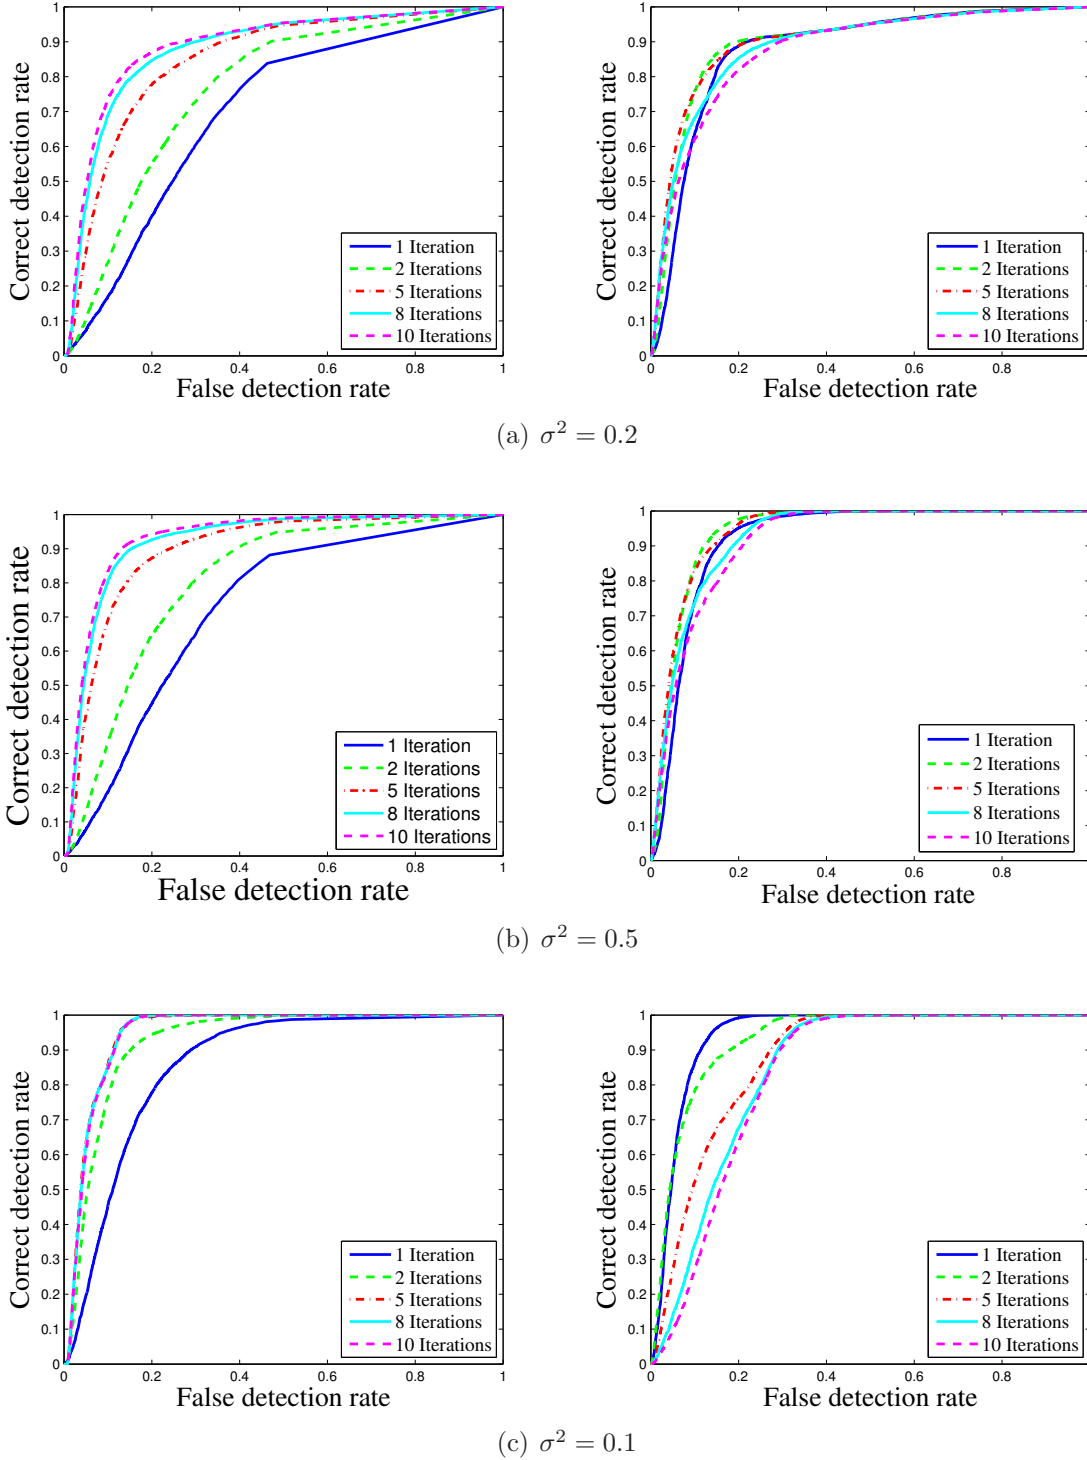 1
0.9
0.8
0.7
0.6
0.5
0.4
0.3
0.2
0.1
0
0 0.2 0.4 0.6 0.8 1
Correct detection rate
False detection rate
1 Iteration
2 Iterations
5 Iterations
8 Iterations
10 Iterations
1
0.9
0.8
0.7
0.6
0.5
0.4
0.3
0.2
0.1
0
0 0.2 0.4 0.6 0.8
Correct detection rate
False detection rate
1 Iteration
2 Iterations
5 Iterations
8 Iterations
10 Iterations
(a) σ² = 0.2
1
0.9
0.8
0.7
0.6
0.5
0.4
0.3
0.2
0.1
0
0 0.2 0.4 0.6 0.8 1
Correct detection rate
False detection rate
1 Iteration
2 Iterations
5 Iterations
8 Iterations
10 Iterations
1
0.9
0.8
0.7
0.6
0.5
0.4
0.3
0.2
0.1
0
0 0.2 0.4 0.6 0.8
Correct detection rate
False detection rate
1 Iteration
2 Iterations
5 Iterations
8 Iterations
10 Iterations
(b) σ² = 0.5
1
0.9
0.8
0.7
0.6
0.5
0.4
0.3
0.2
0.1
0
0 0.2 0.4 0.6 0.8 1
Correct detection rate
False detection rate
1 Iteration
2 Iterations
5 Iterations
8 Iterations
10 Iterations
1
0.9
0.8
0.7
0.6
0.5
0.4
0.3
0.2
0.1
0
0 0.2 0.4 0.6 0.8
Correct detection rate
False detection rate
1 Iteration
2 Iterations
5 Iterations
8 Iterations
10 Iterations
(c) σ² = 0.1